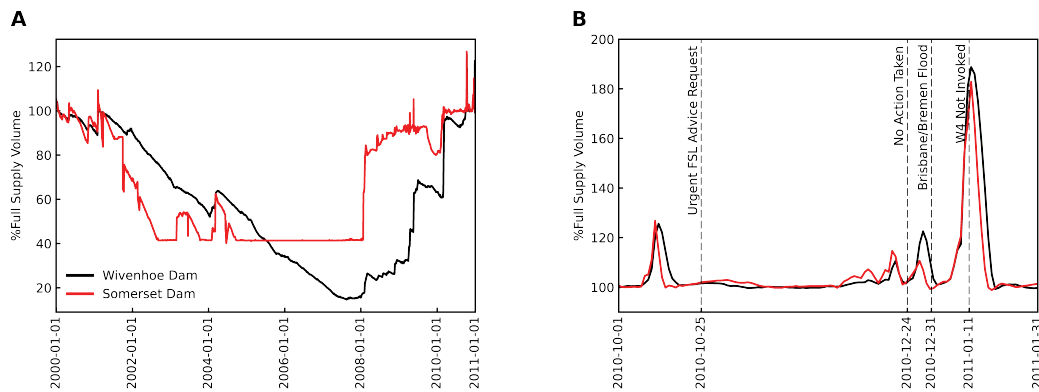 A
%Full Supply Volume
120
100
80
60
40
20
Wivenhoe Dam
Somerset Dam
2000-01-01
2002-01-01
2004-01-01
2006-01-01
2008-01-01
2010-01-01
2011-01-01
B
%Full Supply Volume
200
180
160
140
120
100
Urgent FSL Advice Request
No Action Taken
Brisbane/Bremen Flood
W4 Not Invoked
2010-10-01
2010-10-25
2010-12-24
2010-12-31
2011-01-11
2011-01-31